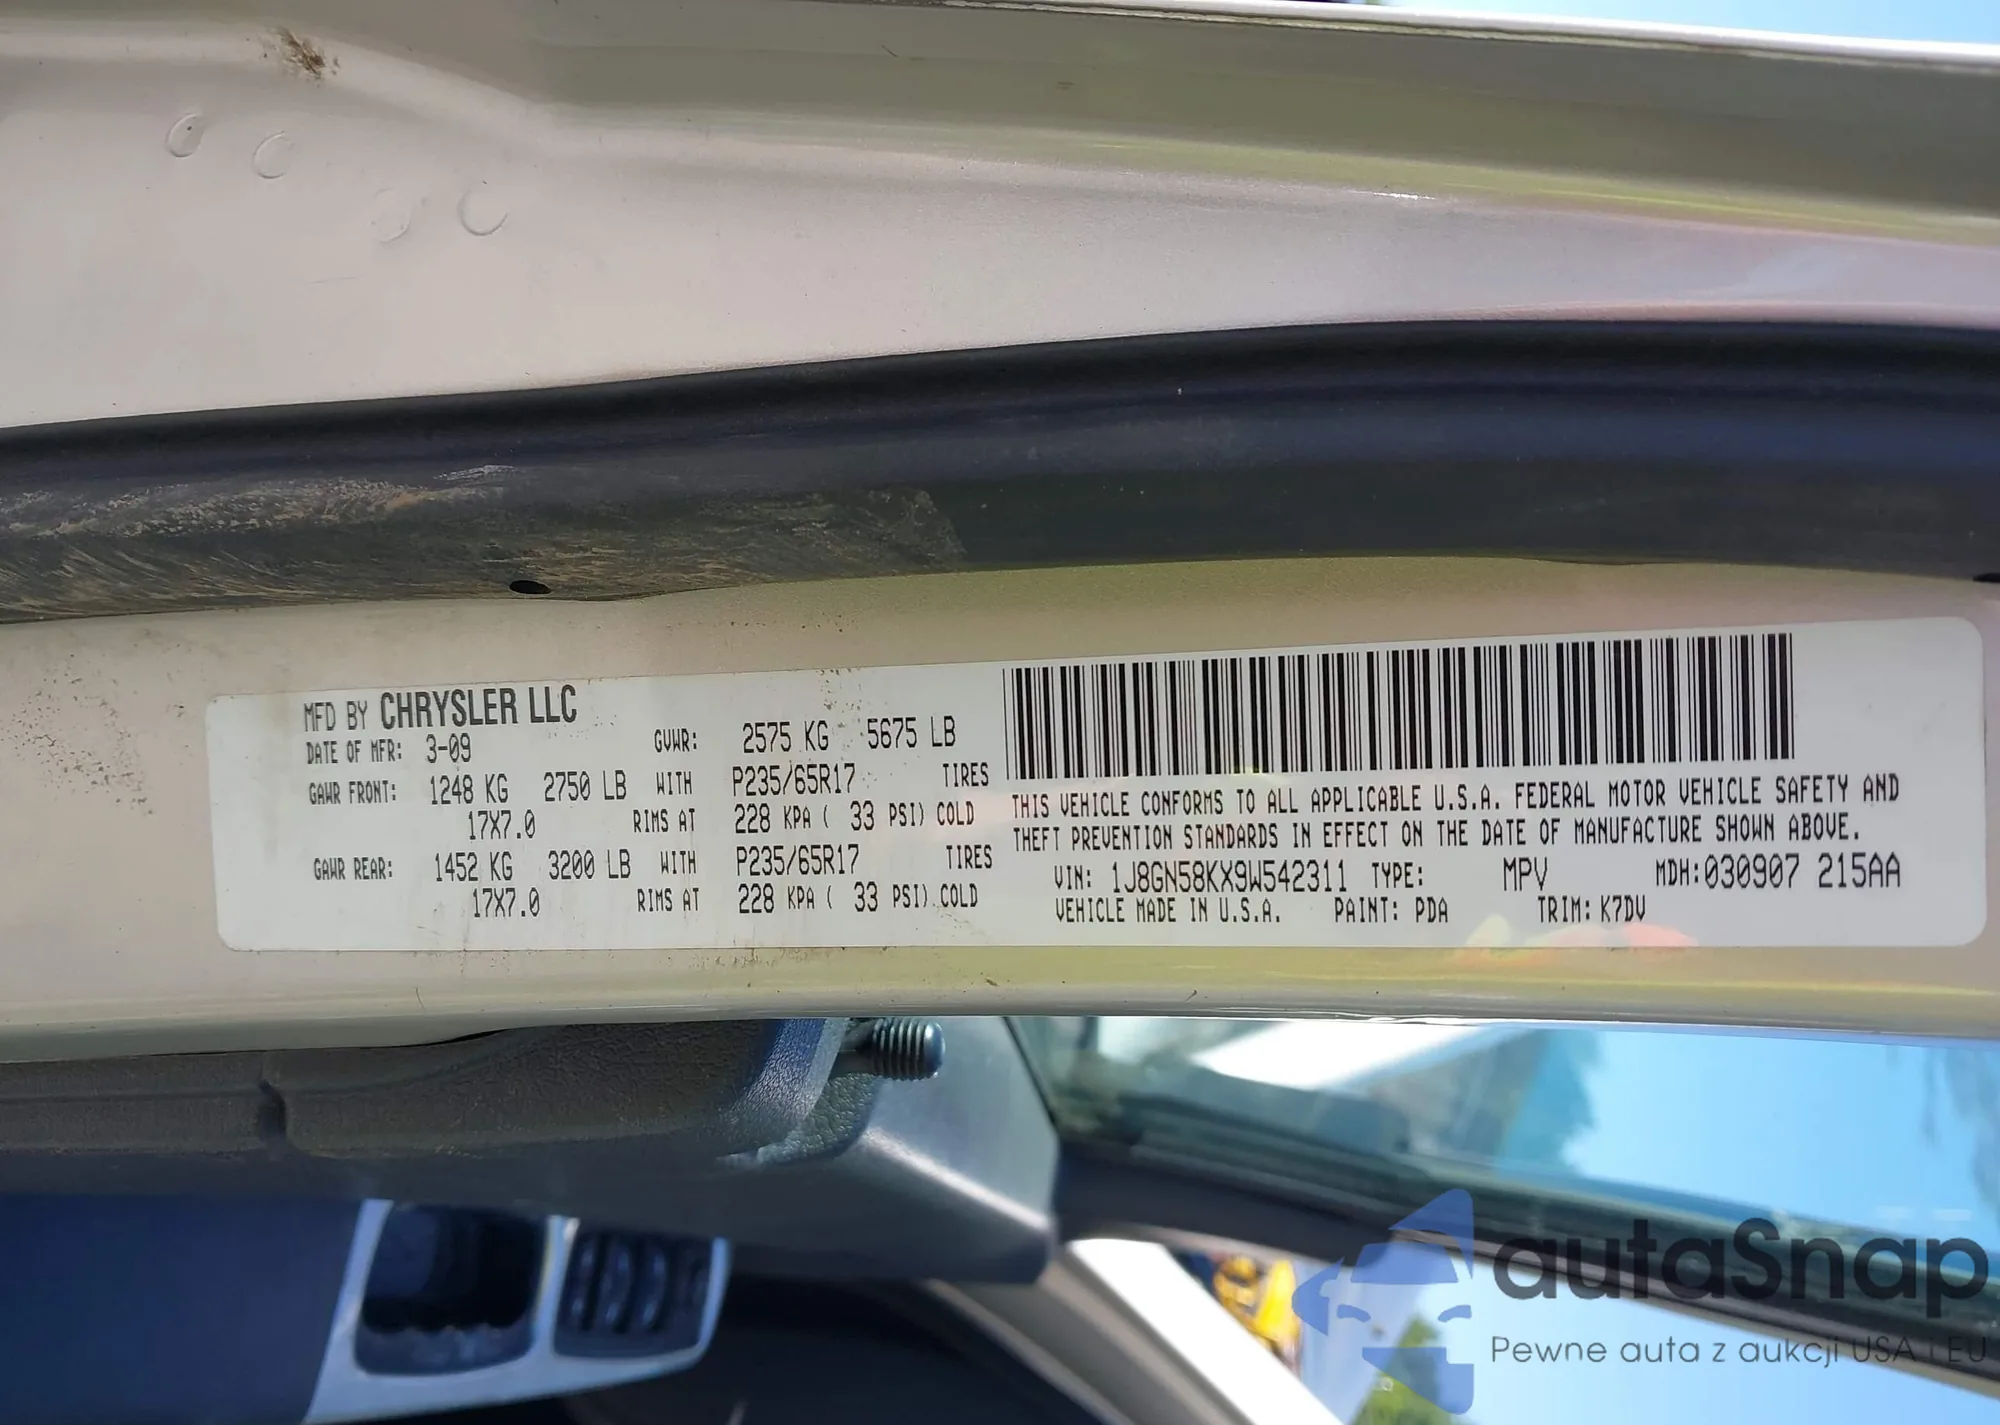 MFD BY CHRYSLER LLC
DATE OF MFR: 3-09 GVWR: 2575 KG 5675 LB
GAWR FRONT: 1248 KG 2750 LB WITH P235/65R17 TIRES
17X7.0 RIMS AT 228 KPA ( 33 PSI) COLD
GAWR REAR: 1452 KG 3200 LB WITH P235/65R17 TIRES
17X7.0 RIMS AT 228 KPA ( 33 PSI) COLD
THIS VEHICLE CONFORMS TO ALL APPLICABLE U.S.A. FEDERAL MOTOR VEHICLE SAFETY AND
THEFT PREVENTION STANDARDS IN EFFECT ON THE DATE OF MANUFACTURE SHOWN ABOVE.
VIN: 1J8GN58KX9W542311 TYPE: MPV MDH:030907 215AA
VEHICLE MADE IN U.S.A. PAINT: PDA TRIM: K7DV
autaSnap
Pewne auta z aukcji USA i EU